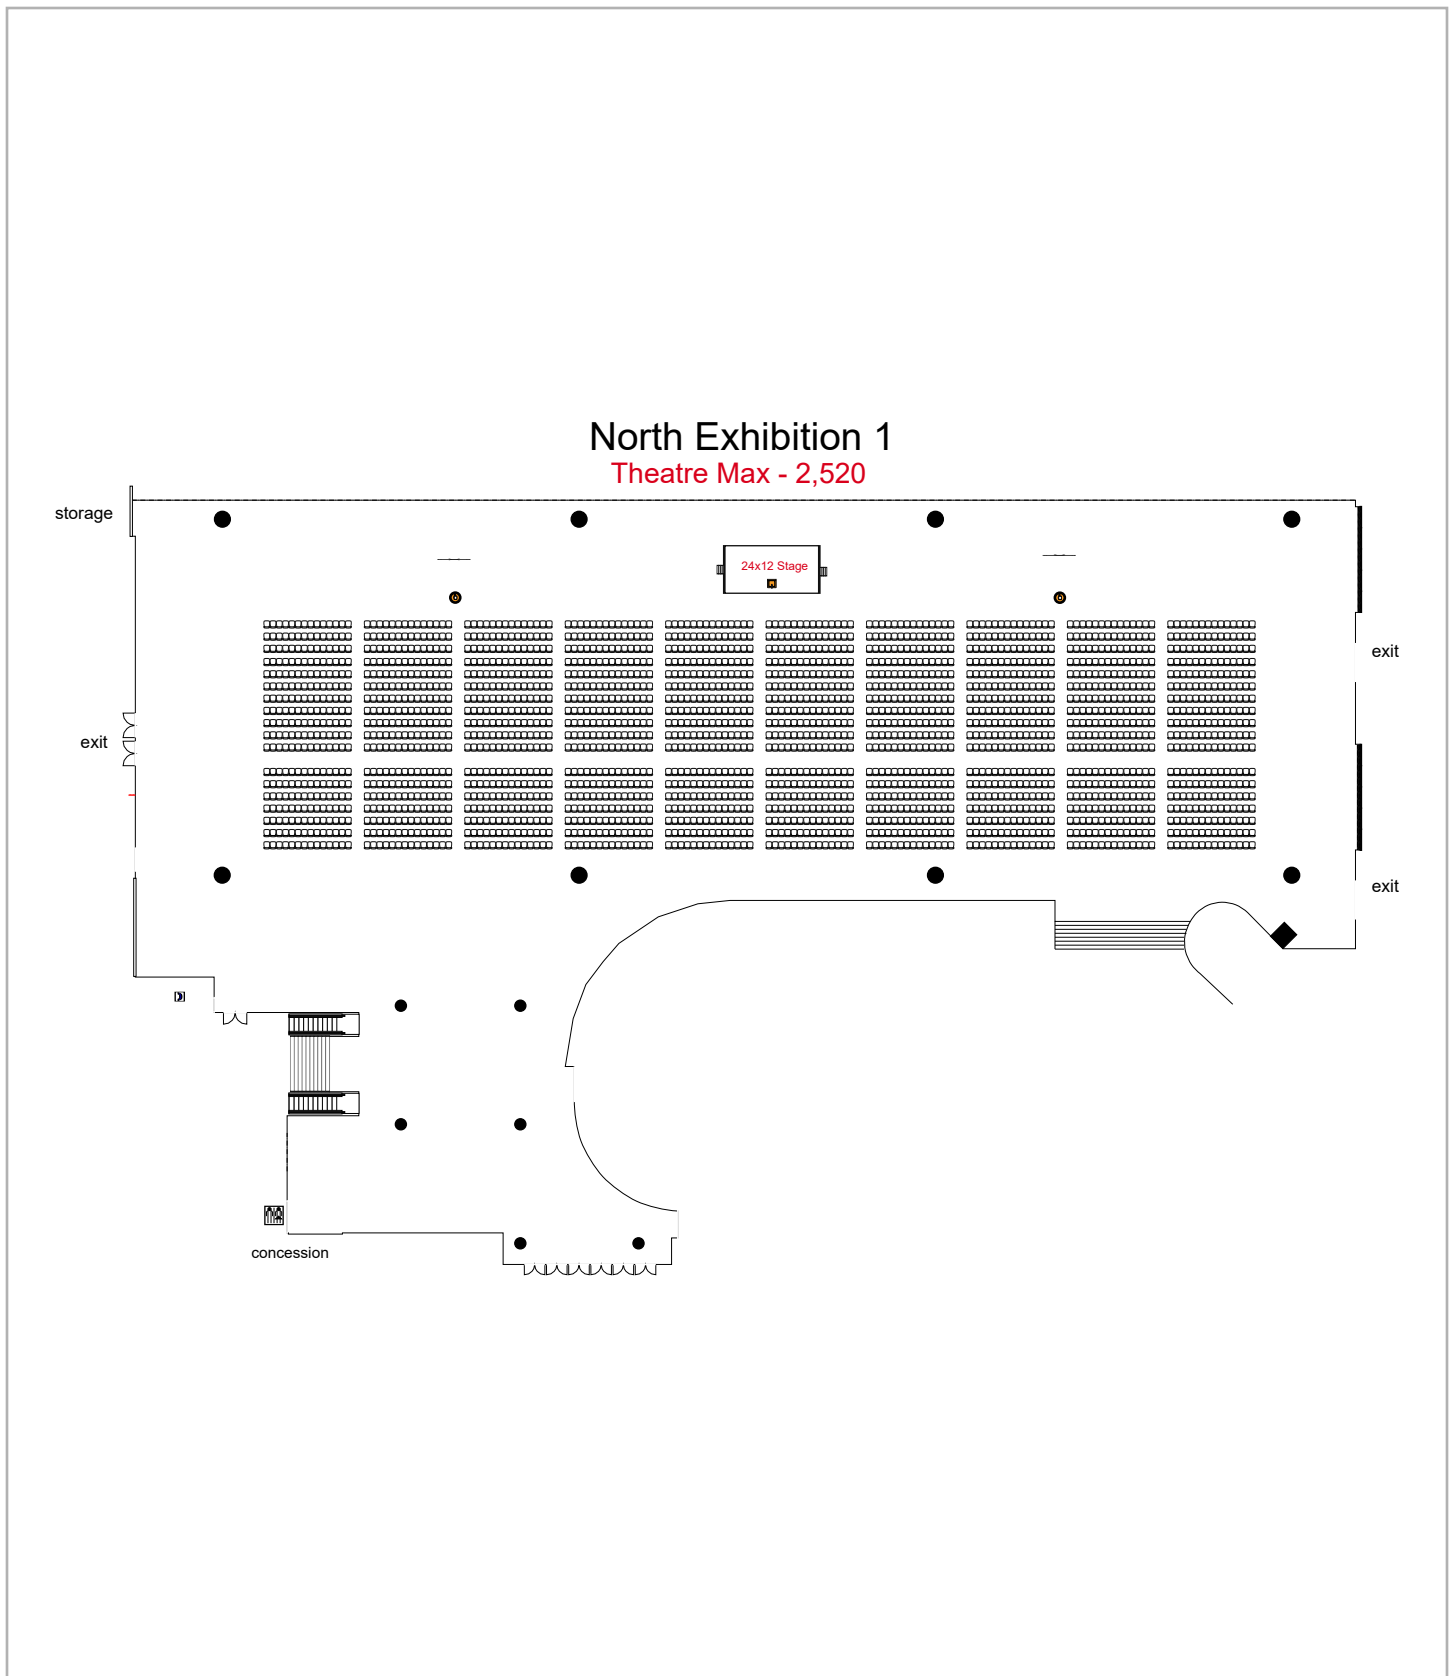 North Exhibition 1
Theatre Max - 2,520
storage
24x12 Stage
exit
exit
exit
concession